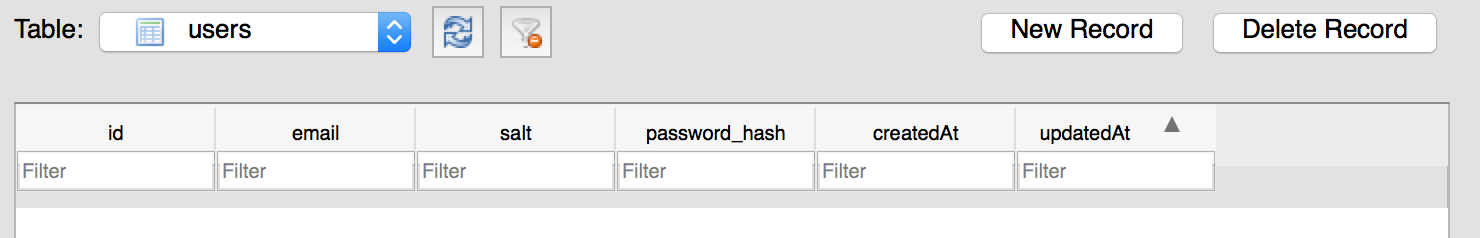 Table: users New Record Delete Record
id email salt password_hash createdAt updatedAt
Filter Filter Filter Filter Filter Filter